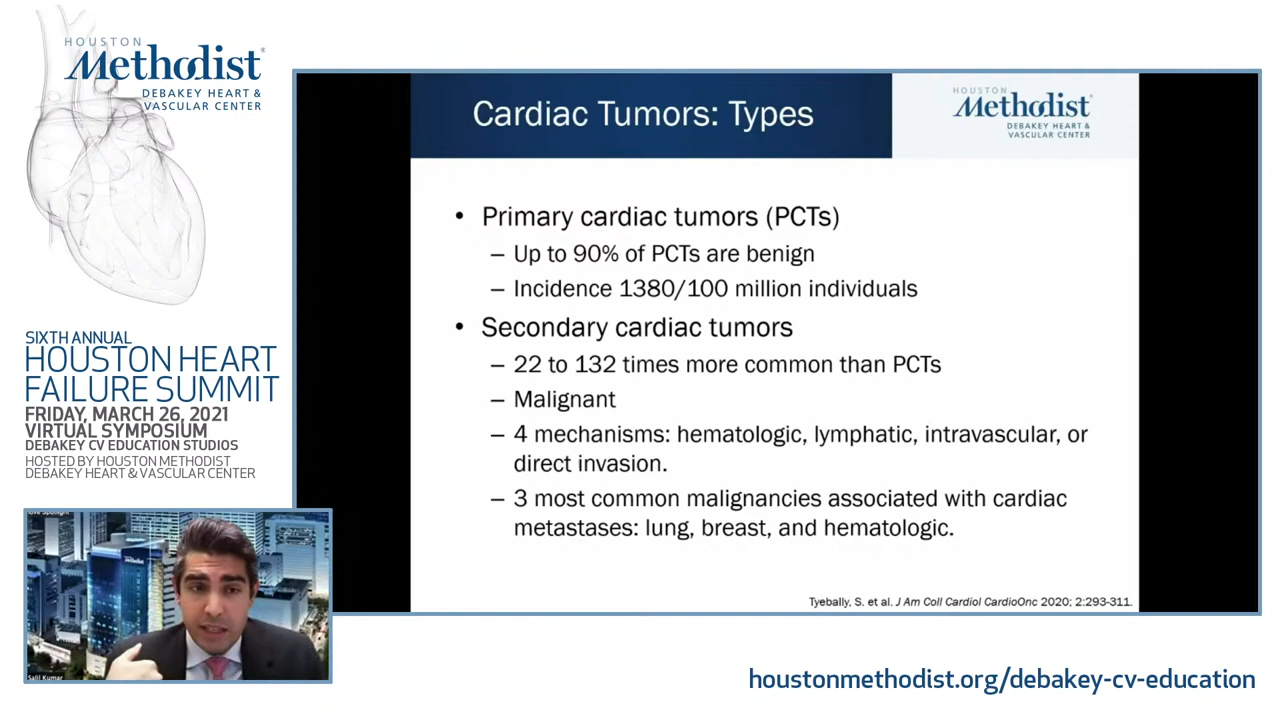 HOUSTON
Methodist
DEBAKEY HEART &
VASCULAR CENTER
SIXTH ANNUAL
HOUSTON HEART
FAILURE SUMMIT
FRIDAY, MARCH 26, 2021
VIRTUAL SYMPOSIUM
DEBAKEY CV EDUCATION STUDIOS
HOSTED BY HOUSTON METHODIST
DEBAKEY HEART & VASCULAR CENTER
Cardiac Tumors: Types
HOUSTON
Methodist
DEBAKEY HEART &
VASCULAR CENTER
• Primary cardiac tumors (PCTs)
– Up to 90% of PCTs are benign
– Incidence 1380/100 million individuals
• Secondary cardiac tumors
– 22 to 132 times more common than PCTs
– Malignant
– 4 mechanisms: hematologic, lymphatic, intravascular, or
direct invasion.
– 3 most common malignancies associated with cardiac
metastases: lung, breast, and hematologic.
Tyebally, S. et al. J Am Coll Cardiol CardioOnc 2020; 2:293-311.
Methodist
Salil Kumar
houstonmethodist.org/debakey-cv-education